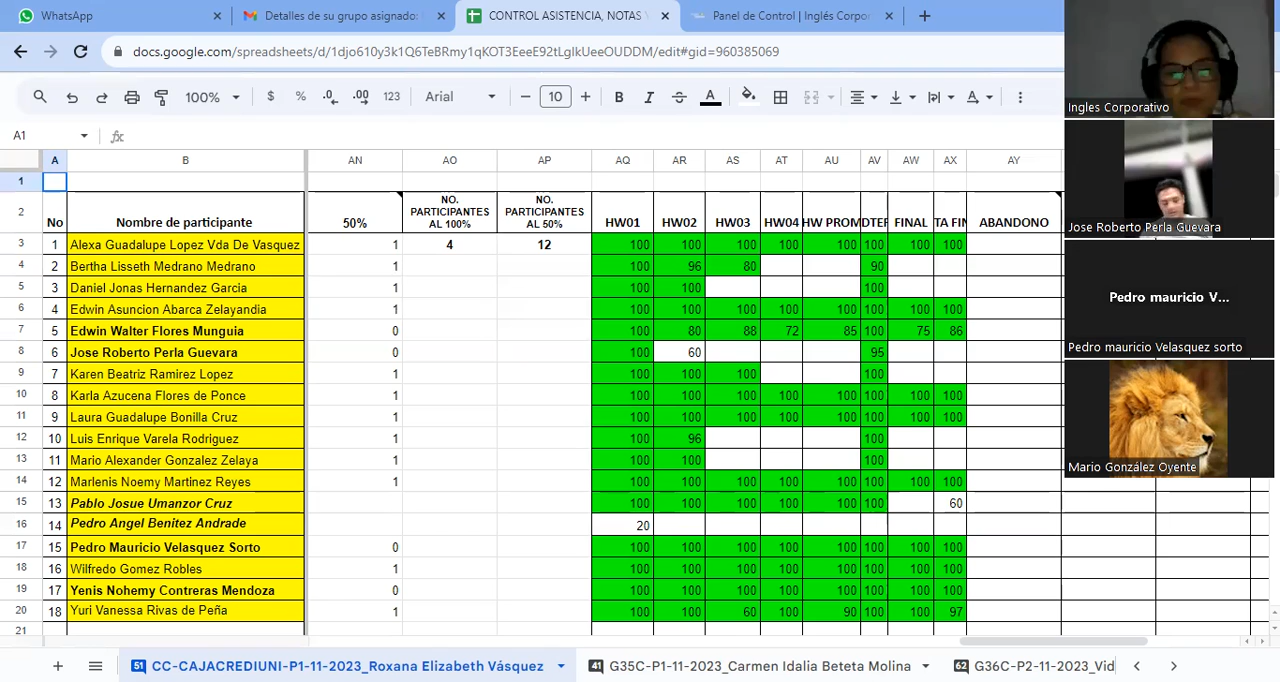 WhatsApp
Detalles de su grupo asignado:
CONTROL ASISTENCIA, NOTAS
Panel de Control | Inglés Corpor
docs.google.com/spreadsheets/d/1djo610y3k1Q6TeBRmy1qKOT3EeeE92tLgIkUeeOUDDM/edit#gid=960385069
100% $ % .0 .00 123 Arial 10 B I A
A1 fx
A B AN AO AP AQ AR AS AT AU AV AW AX AY
1
2 No Nombre de participante 50% NO. PARTICIPANTES AL 100% NO. PARTICIPANTES AL 50% HW01 HW02 HW03 HW04 HW PROM DTER FINAL TA FIN ABANDONO
3 1 Alexa Guadalupe Lopez Vda De Vasquez 1 4 12 100 100 100 100 100 100 100 100
4 2 Bertha Lisseth Medrano Medrano 1 100 96 80 90
5 3 Daniel Jonas Hernandez Garcia 1 100 100 100
6 4 Edwin Asuncion Abarca Zelayandia 1 100 100 100 100 100 100 100 100
7 5 Edwin Walter Flores Munguia 0 100 80 88 72 85 100 75 86
8 6 Jose Roberto Perla Guevara 0 100 60 95
9 7 Karen Beatriz Ramirez Lopez 1 100 100 100 100
10 8 Karla Azucena Flores de Ponce 1 100 100 100 100 100 100 100 100
11 9 Laura Guadalupe Bonilla Cruz 1 100 100 100 100 100 100 100 100
12 10 Luis Enrique Varela Rodriguez 1 100 96 100
13 11 Mario Alexander Gonzalez Zelaya 1 100 100 100
14 12 Marlenis Noemy Martinez Reyes 1 100 100 100 100 100 100 100 100
15 13 Pablo Josue Umanzor Cruz 100 100 100 100 100 100 60
16 14 Pedro Angel Benitez Andrade 20
17 15 Pedro Mauricio Velasquez Sorto 0 100 100 100 100 100 100 100 100
18 16 Wilfredo Gomez Robles 1 100 100 100 100 100 100 100 100
19 17 Yenis Nohemy Contreras Mendoza 0 100 100 100 100 100 100 100 100
20 18 Yuri Vanessa Rivas de Peña 1 100 100 60 100 90 100 100 97
21
51 CC-CAJACREDIUNI-P1-11-2023_Roxana Elizabeth Vásquez
41 G35C-P1-11-2023_Carmen Idalia Beteta Molina
62 G36C-P2-11-2023_Vid
Ingles Corporativo
Jose Roberto Perla Guevara
Pedro mauricio V...
Pedro mauricio Velasquez sorto
Mario González Oyente